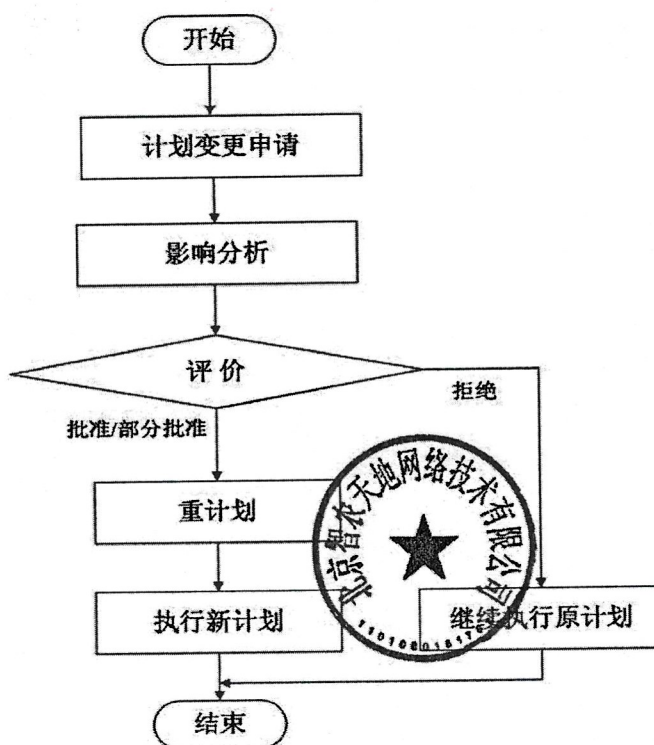 开始
计划变更申请
影响分析
评价
拒绝
批准/部分批准
重计划
北京智农天地网络技术有限公司
执行新计划
继续执行原计划
结束